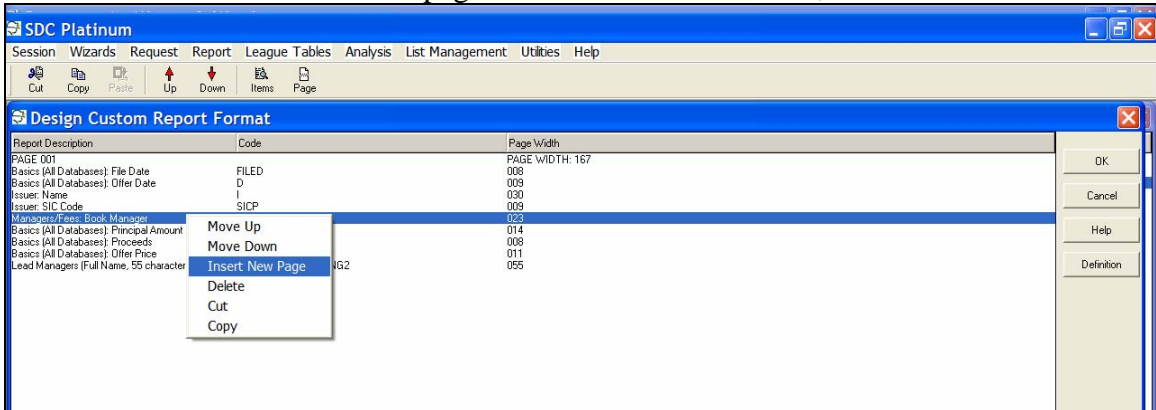 SDC Platinum
Session Wizards Request Report League Tables Analysis List Management Utilities Help
Cut Copy Paste Up Down Items Page
Design Custom Report Format
Report Description Code Page Width
PAGE 001 PAGE WIDTH: 167
Basics (All Databases): File Date FILED 008
Basics (All Databases): Offer Date D 009
Issuer: Name I 030
Issuer: SIC Code SICP 009
Managers/Fees: Book Manager 023
Basics (All Databases): Principal Amount 014
Basics (All Databases): Proceeds 008
Basics (All Databases): Offer Price 011
Lead Managers (Full Name, 55 character NG2 055
Move Up
Move Down
Insert New Page
Delete
Cut
Copy
OK
Cancel
Help
Definition